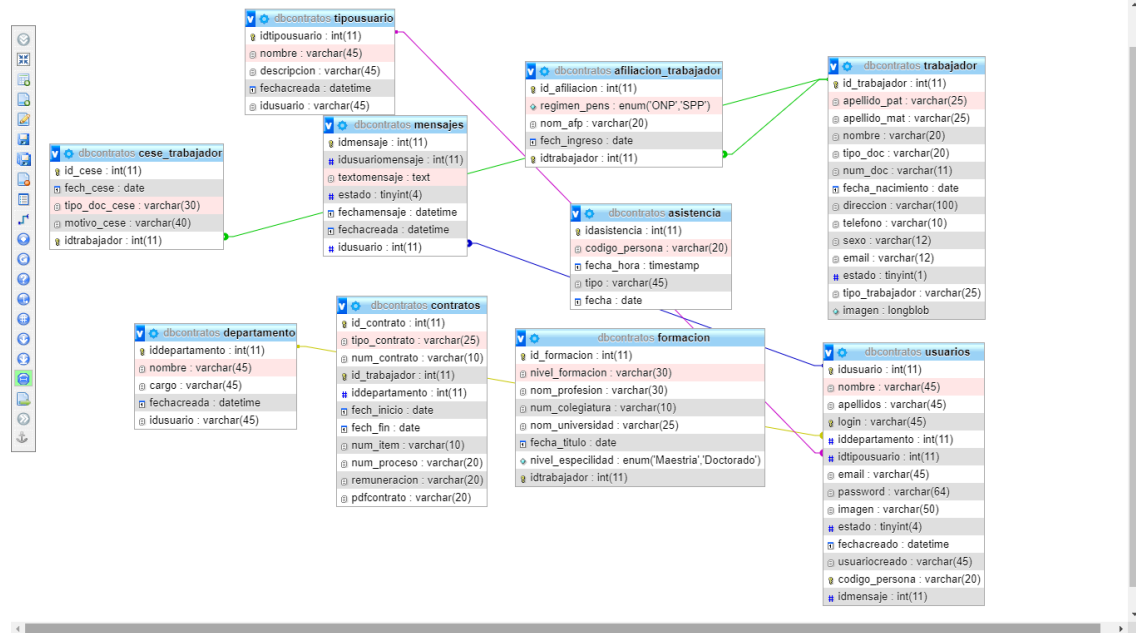 dbcontratos tipousuario
idtipousuario : int(11)
nombre : varchar(45)
descripcion : varchar(45)
fechacreada : datetime
idusuario : varchar(45)
dbcontratos mensajes
idmensaje : int(11)
idusuariomensaje : int(11)
textomensaje : text
estado : tinyint(4)
fechamensaje : datetime
fechacreada : datetime
idusuario : int(11)
dbcontratos cese_trabajador
id_cese : int(11)
fech_cese : date
tipo_doc_cese : varchar(30)
motivo_cese : varchar(40)
idtrabajador : int(11)
dbcontratos afiliacion_trabajador
id_afiliacion : int(11)
regimen_pens : enum('ONP','SPP')
nom_afp : varchar(20)
fech_ingreso : date
idtrabajador : int(11)
dbcontratos trabajador
id_trabajador : int(11)
apellido_pat : varchar(25)
apellido_mat : varchar(25)
nombre : varchar(20)
tipo_doc : varchar(20)
num_doc : varchar(11)
fecha_nacimiento : date
direccion : varchar(100)
telefono : varchar(10)
sexo : varchar(12)
email : varchar(12)
estado : tinyint(1)
tipo_trabajador : varchar(25)
imagen : longblob
dbcontratos asistencia
idasistencia : int(11)
codigo_persona : varchar(20)
fecha_hora : timestamp
tipo : varchar(45)
fecha : date
dbcontratos departamento
iddepartamento : int(11)
nombre : varchar(45)
cargo : varchar(45)
fechacreada : datetime
idusuario : varchar(45)
dbcontratos contratos
id_contrato : int(11)
tipo_contrato : varchar(25)
num_contrato : varchar(10)
id_trabajador : int(11)
iddepartamento : int(11)
fech_inicio : date
fech_fin : date
num_item : varchar(10)
num_proceso : varchar(20)
remuneracion : varchar(20)
pdfcontrato : varchar(20)
dbcontratos formacion
id_formacion : int(11)
nivel_formacion : varchar(30)
nom_profesion : varchar(30)
num_colegiatura : varchar(10)
nom_universidad : varchar(25)
fecha_titulo : date
nivel_especilidad : enum('Maestria','Doctorado')
idtrabajador : int(11)
dbcontratos usuarios
idusuario : int(11)
nombre : varchar(45)
apellidos : varchar(45)
login : varchar(45)
iddepartamento : int(11)
idtipousuario : int(11)
email : varchar(45)
password : varchar(64)
imagen : varchar(50)
estado : tinyint(4)
fechacreado : datetime
usuariocreado : varchar(45)
codigo_persona : varchar(20)
idmensaje : int(11)